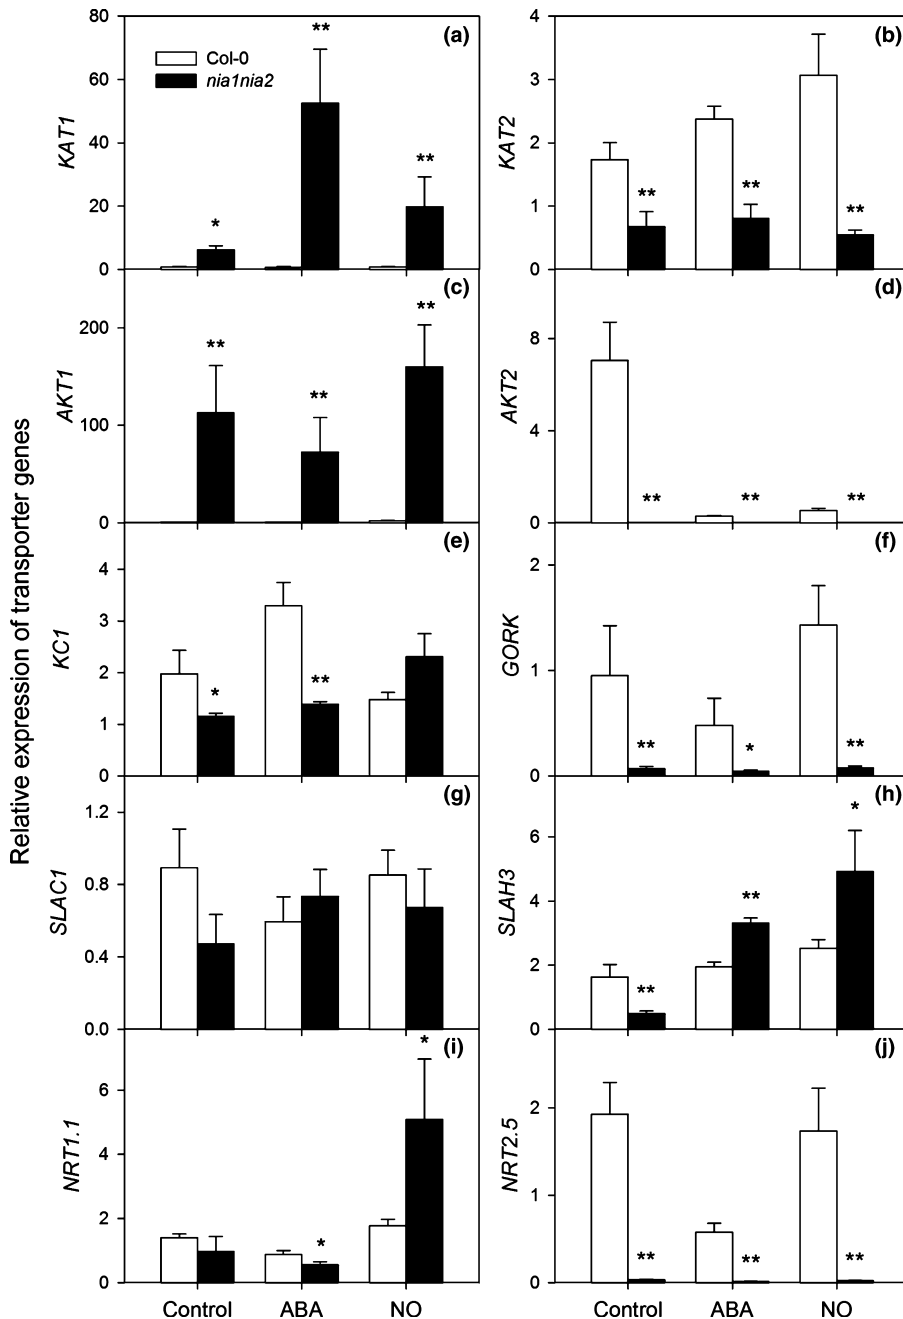 Relative expression of transporter genes
(a)
Col-0
nia1nia2
KAT1
80
60
40
20
0
*
**
**
(b)
KAT2
4
3
2
1
0
**
**
**
(c)
AKT1
200
100
0
**
**
**
(d)
AKT2
8
4
0
**
**
**
(e)
KC1
4
3
2
1
0
*
**
(f)
GORK
2
1
0
**
*
**
(g)
SLAC1
1.2
0.8
0.4
0.0
(h)
SLAH3
6
4
2
0
**
**
*
(i)
NRT1.1
6
4
2
0
*
*
Control
ABA
NO
(j)
NRT2.5
2
1
0
**
**
**
Control
ABA
NO